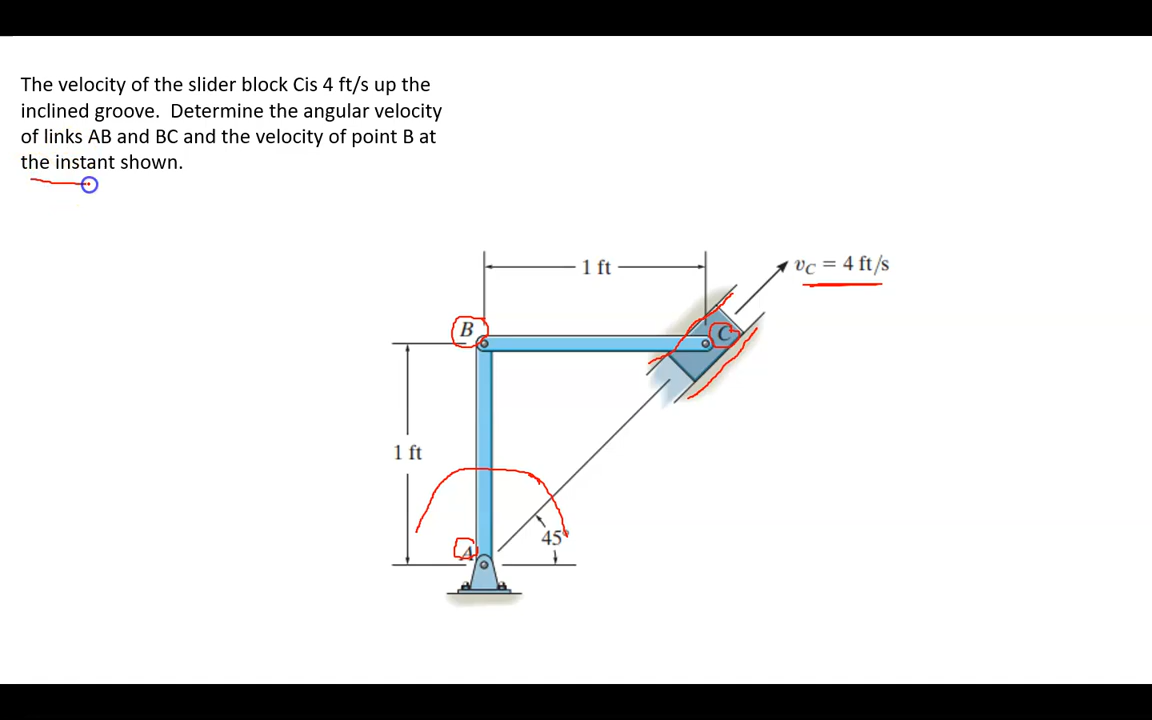 The velocity of the slider block Cis 4 ft/s up the
inclined groove.  Determine the angular velocity
of links AB and BC and the velocity of point B at
the instant shown.
1 ft
v_C = 4 ft/s
B
C
1 ft
45°
A